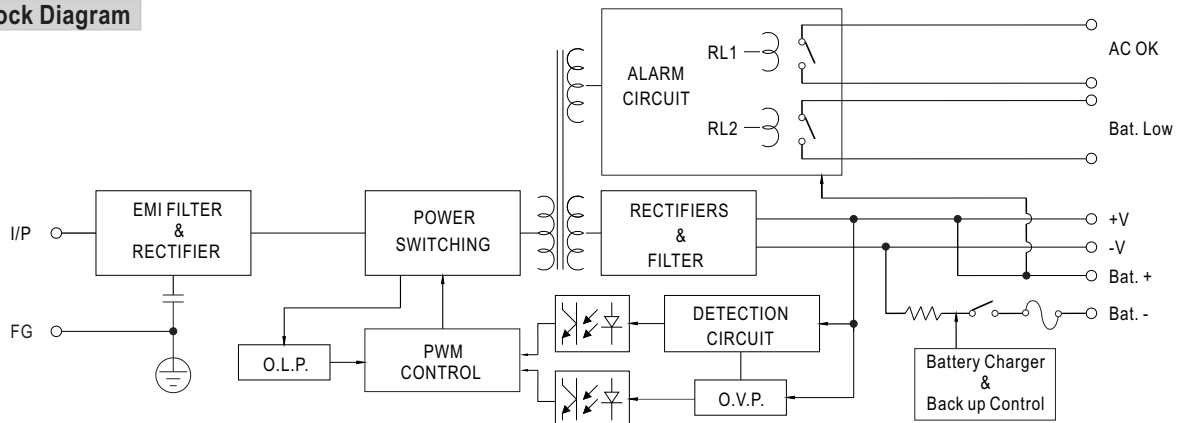 ock Diagram
ALARM
CIRCUIT
RL1
RL2
AC OK
Bat. Low
I/P
EMI FILTER
&
RECTIFIER
POWER
SWITCHING
RECTIFIERS
&
FILTER
+V
-V
Bat. +
Bat. -
FG
O.L.P.
PWM
CONTROL
DETECTION
CIRCUIT
O.V.P.
Battery Charger
&
Back up Control